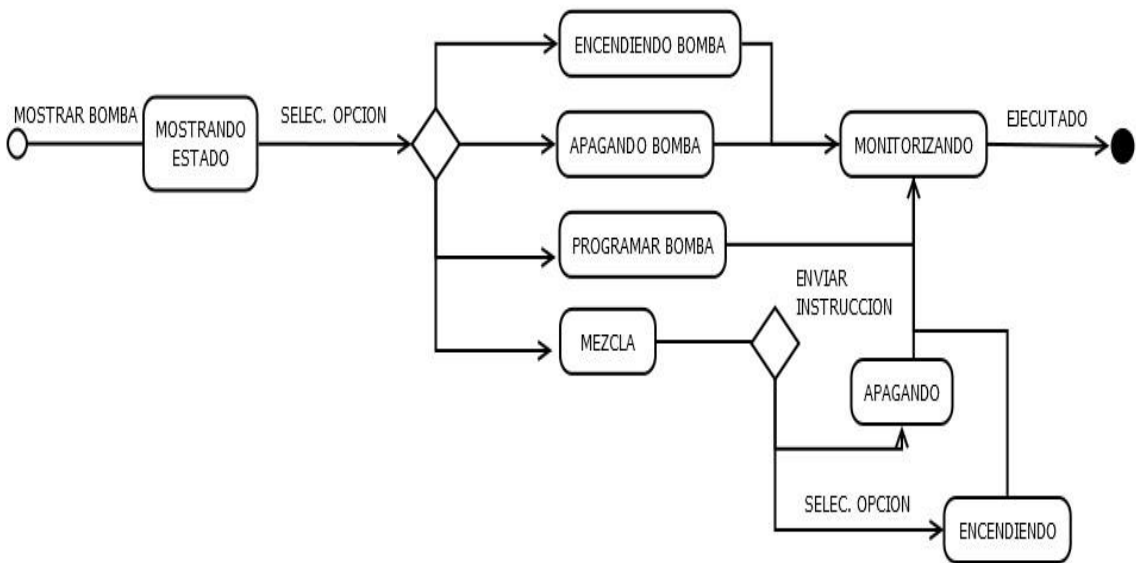 MOSTRAR BOMBA
MOSTRANDO
ESTADO
SELEC. OPCION
ENCENDIENDO BOMBA
APAGANDO BOMBA
PROGRAMAR BOMBA
MEZCLA
ENVIAR
INSTRUCCION
APAGANDO
SELEC. OPCION
ENCENDIENDO
MONITORIZANDO
EJECUTADO